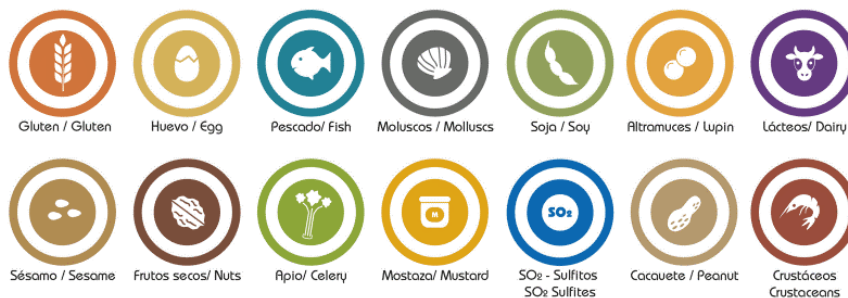 Gluten / Gluten
Huevo / Egg
Pescado/ Fish
Moluscos / Molluscs
Soja / Soy
Altramuces / Lupin
Lácteos/ Dairy
M
SO₂
Sésamo / Sesame
Frutos secos/ Nuts
Apio/ Celery
Mostaza/ Mustard
SO₂ - Sulfitos
SO₂ Sulfites
Cacauete / Peanut
Crustáceos
Crustaceans